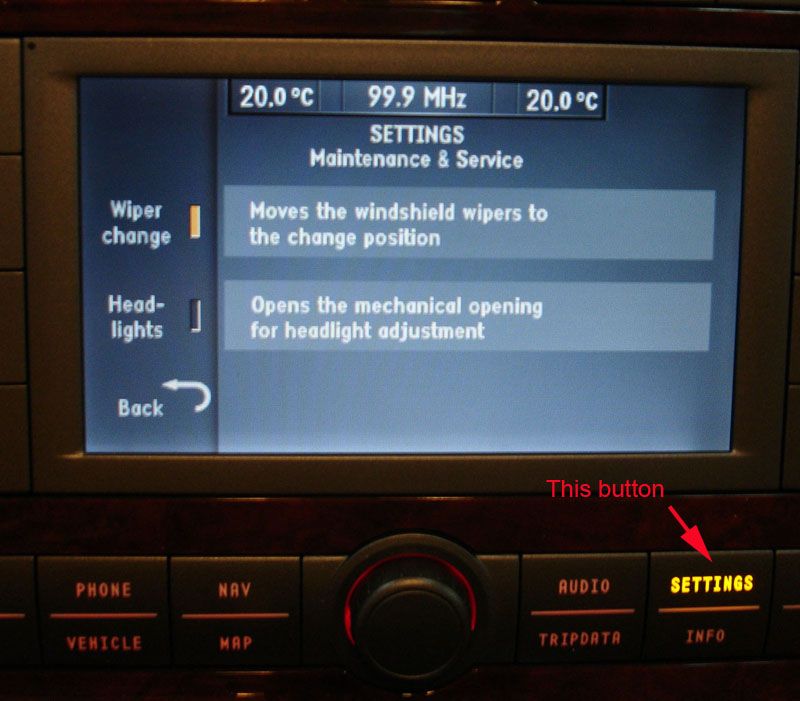 20.0 °C 99.9 MHz 20.0 °C
SETTINGS
Maintenance & Service
Wiper
change
Moves the windshield wipers to
the change position
Head-
lights
Opens the mechanical opening
for headlight adjustment
Back
This button
PHONE NAV AUDIO SETTINGS
VEHICLE MAP TRIPDATA INFO